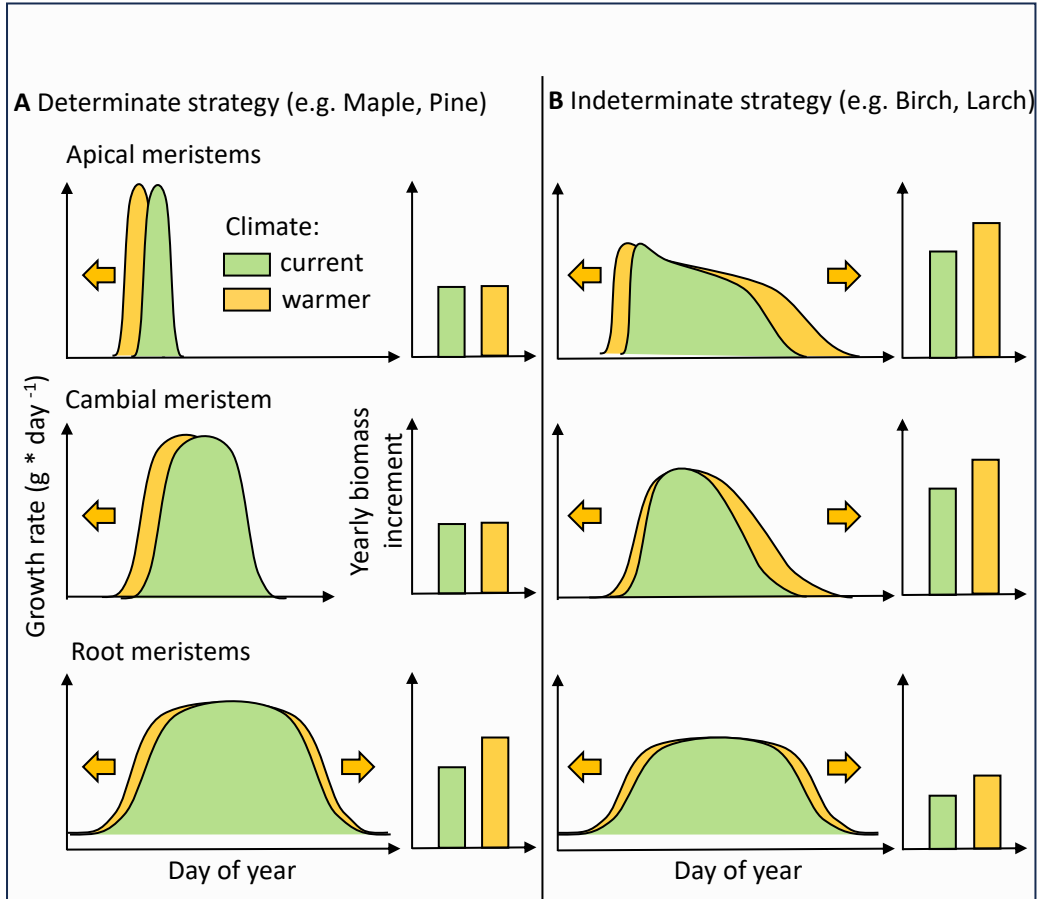 A Determinate strategy (e.g. Maple, Pine)
B Indeterminate strategy (e.g. Birch, Larch)
Apical meristems
Climate:
current
warmer
Cambial meristem
Growth rate (g * day -1)
Yearly biomass
increment
Root meristems
Day of year
Day of year